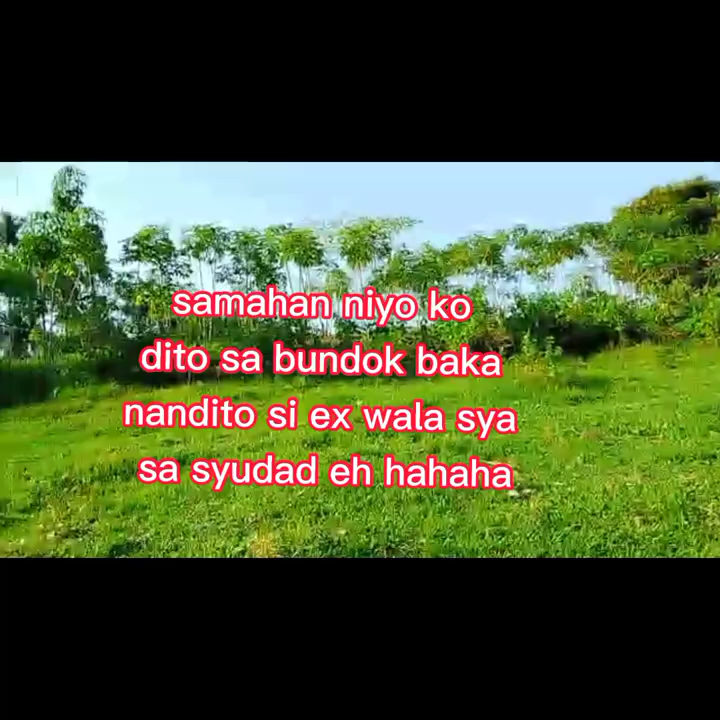 samahan niyo ko
dito sa bundok baka
nandito si ex wala sya
sa syudad eh hahaha